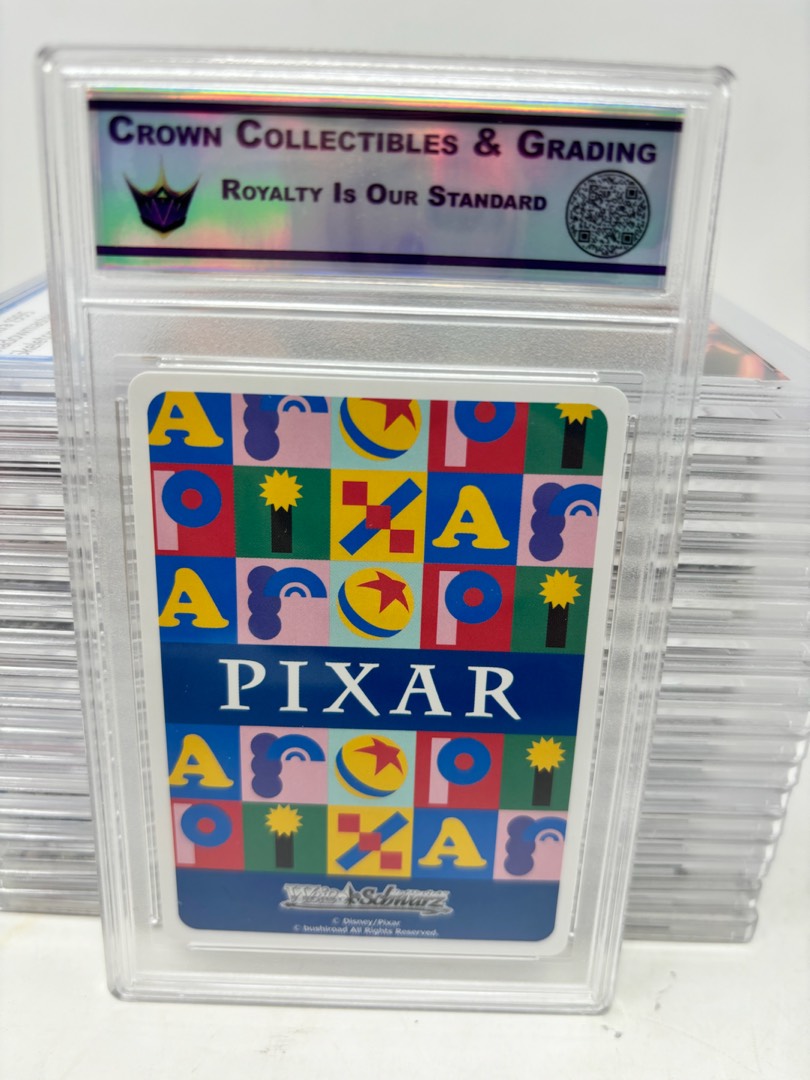 CROWN COLLECTIBLES & GRADING
ROYALTY IS OUR STANDARD
PIXAR
Weiß Schwarz
© Disney/Pixar
© bushiroad All Rights Reserved.